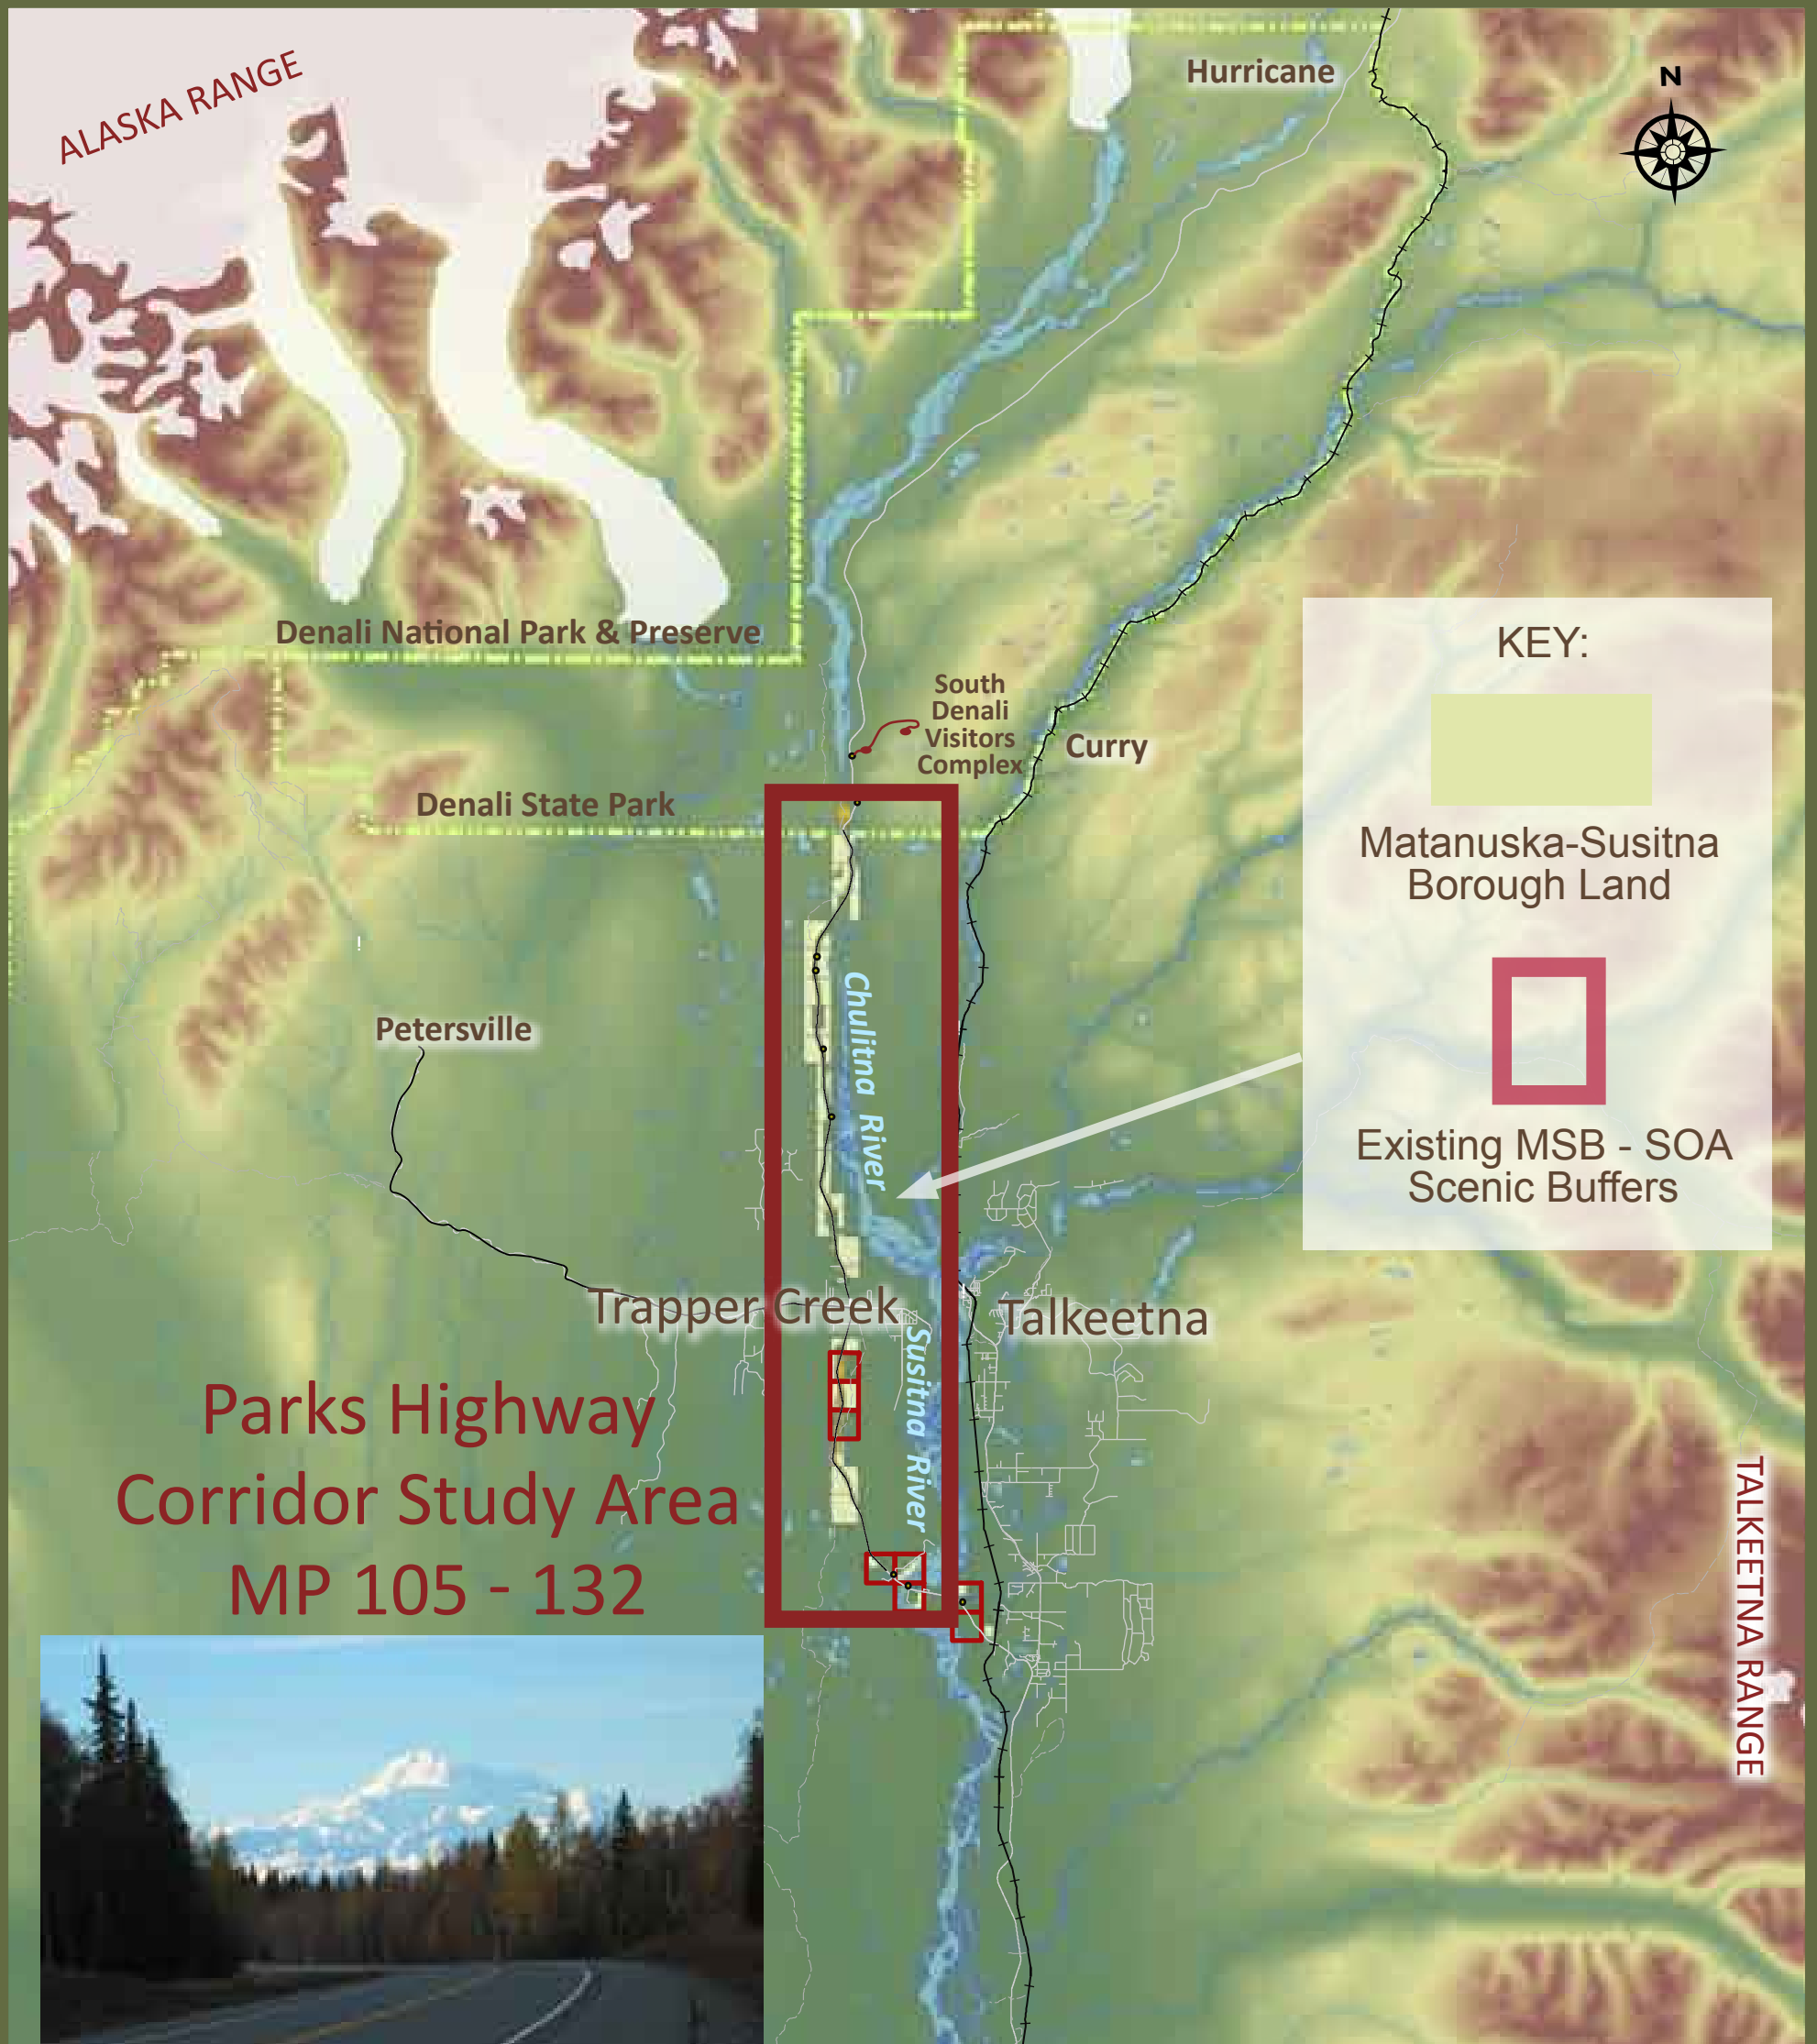 ALASKA RANGE
Hurricane
N
Denali National Park & Preserve
South
Denali
Visitors
Complex
Curry
Denali State Park
KEY:
Matanuska-Susitna
Borough Land
Existing MSB - SOA
Scenic Buffers
!
Petersville
Chulitna River
Trapper Creek
Talkeetna
Susitna River
Parks Highway
Corridor Study Area
MP 105 - 132
TALKEETNA RANGE